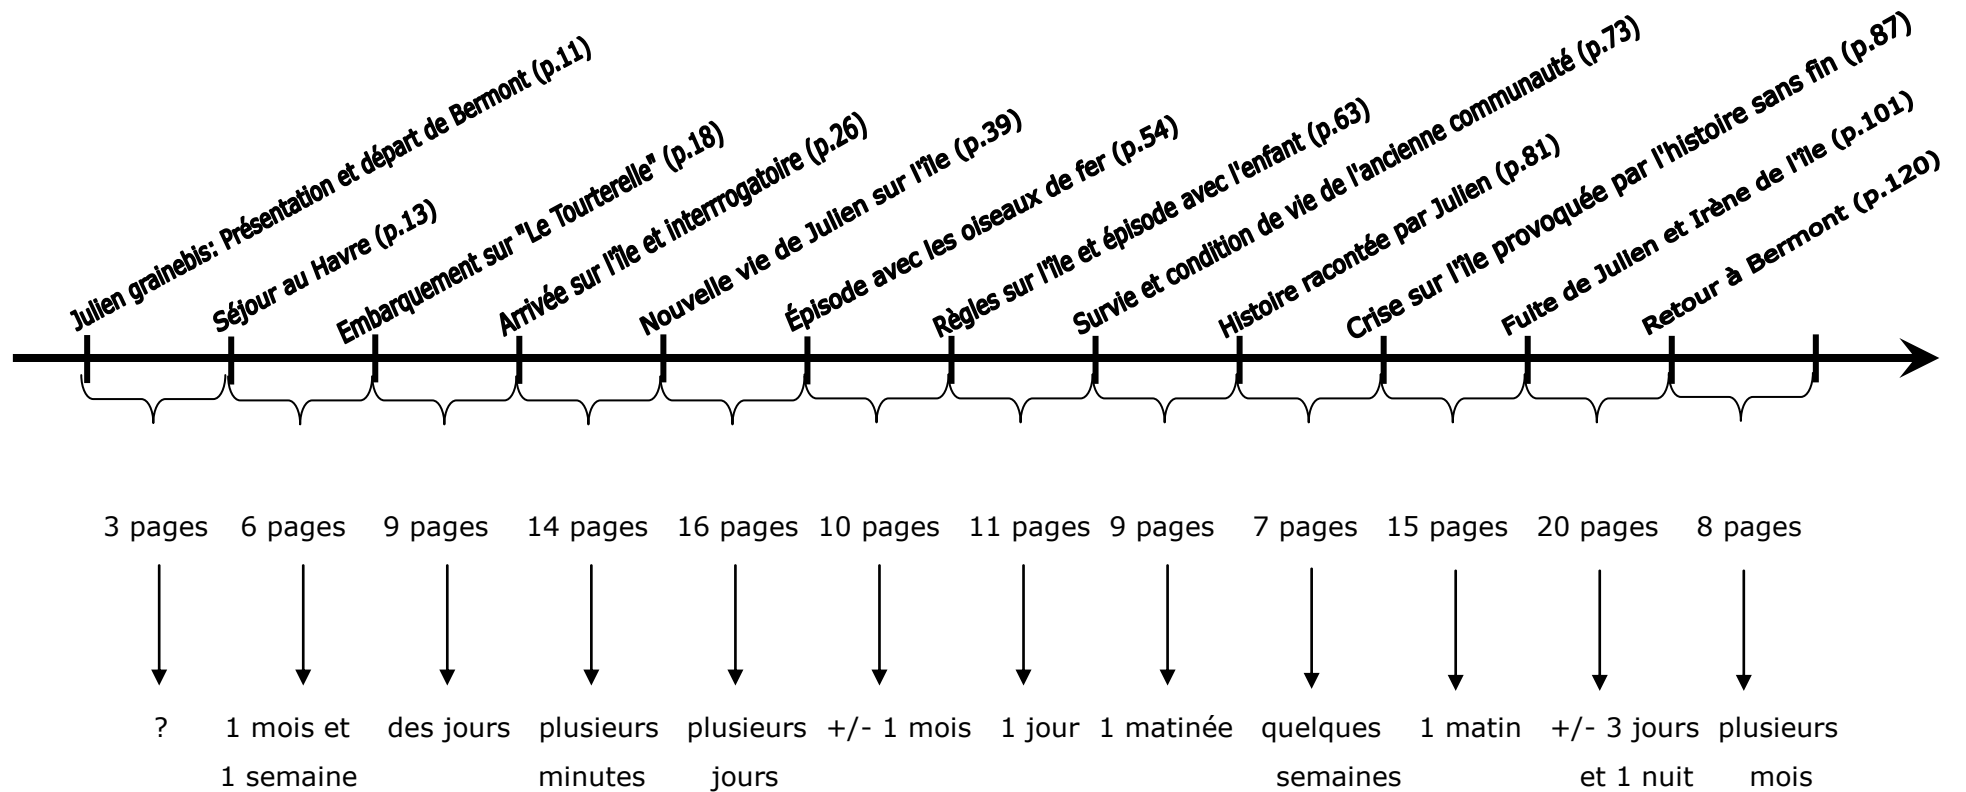 Julien grainebis: Présentation et départ de Bermont (p.11)
Séjour au Havre (p.13)
Embarquement sur "Le Tourterelle" (p.18)
Arrivée sur l'île et interrrogatoire (p.26)
Nouvelle vie de Julien sur l'île (p.39)
Épisode avec les oiseaux de fer (p.54)
Règles sur l'île et épisode avec l'enfant (p.63)
Survie et condition de vie de l'ancienne communauté (p.73)
Histoire racontée par Julien (p.81)
Crise sur l'île provoquée par l'histoire sans fin (p.87)
Fuite de Julien et Irène de l'île (p.101)
Retour à Bermont (p.120)
3 pages 6 pages 9 pages 14 pages 16 pages 10 pages 11 pages 9 pages 7 pages 15 pages 20 pages 8 pages
? 1 mois et des jours plusieurs plusieurs +/- 1 mois 1 jour 1 matinée quelques 1 matin +/- 3 jours plusieurs
1 semaine minutes jours semaines et 1 nuit mois